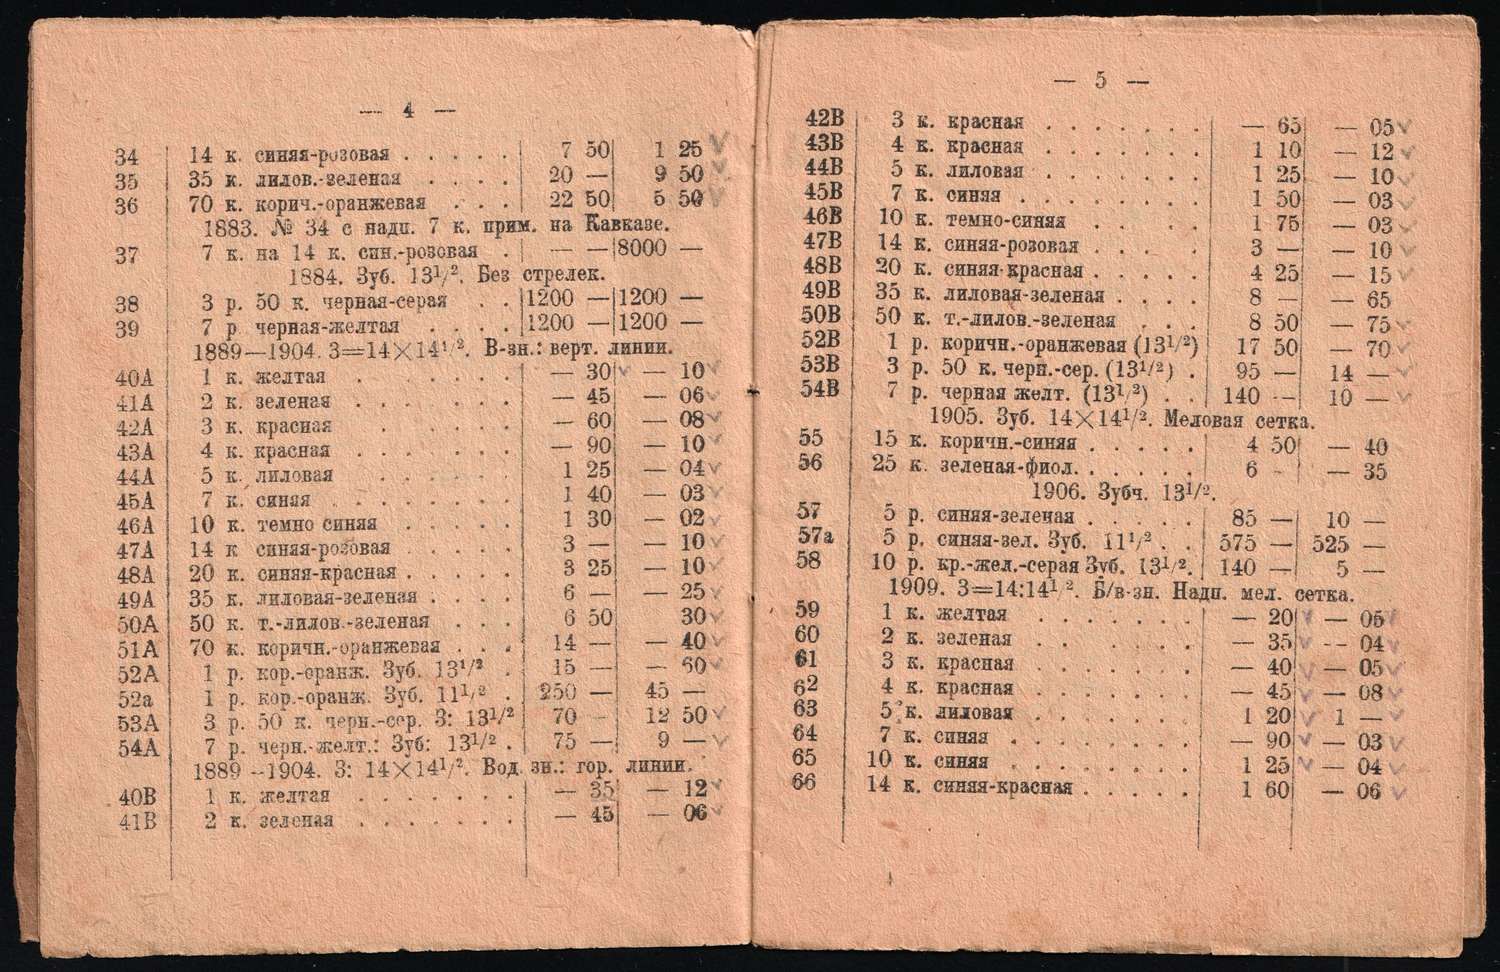 — 4 —
34 14 к. синяя-розовая . . . . . 7 50 1 25
35 35 к. лилов.-зеленая . . . . 20 — 9 50
36 70 к. корич.-оранжевая . . . 22 50 5 50
1883. № 34 с надп. 7 к. прим. на Кавказе.
37 7 к. на 14 к. син.-розовая . — — 8000 —
1884. Зуб. 13¹/². Без стрелек.
38 3 р. 50 к. черная-серая . . 1200 — 1200 —
39 7 р. черная-желтая . . . . 1200 — 1200 —
1889—1904. З=14×14¹/². В-зн.: верт. линии.
40А 1 к. желтая . . . . . . . — 30 — 10
41А 2 к. зеленая . . . . . . — 45 — 06
42А 3 к. красная . . . . . . — 60 — 08
43А 4 к. красная . . . . . . — 90 — 10
44А 5 к. лиловая . . . . . . 1 25 — 04
45А 7 к. синяя . . . . . . . 1 40 — 03
46А 10 к. темно синяя . . . . . 1 30 — 02
47А 14 к синяя-розовая . . . . . 3 — — 10
48А 20 к. синяя-красная . . . . . 3 25 — 10
49А 35 к. лиловая-зеленая . . . . 6 — — 25
50А 50 к. т.-лилов.-зеленая . . . 6 50 30
51А 70 к. коричн.-оранжевая . . . 14 — — 40
52А 1 р. кор.-оранж. Зуб. 13¹/² . 15 — — 60
52а 1 р. кор.-оранж. Зуб. 11¹/² . 250 — 45 —
53А 3 р. 50 к. черн.-сер. З: 13¹/² 70 - 12 50
54А 7 р. черн.-желт.: Зуб: 13¹/² . 75 — 9 —
1889 -1904. З: 14×14¹/². Вод. зн.: гор. линии.
40В 1 к. желтая . . . . . . . — 35 — 12
41В 2 к. зеленая . . . . . . . — 45 — 06
— 5 —
42В 3 к. красная . . . . . . . — 65 — 05
43В 4 к. красная . . . . . . . 1 10 — 12
44В 5 к. лиловая . . . . . . 1 25 — 10
45В 7 к. синяя . . . . . . . 1 50 — 03
46В 10 к. темно-синяя . . . . . 1 75 — 03
47В 14 к. синяя-розовая . . . . . 3 — — 10
48В 20 к. синяя-красная . . . . . 4 25 — 15
49В 35 к. лиловая-зеленая . . . . 8 — — 65
50В 50 к. т.-лилов.-зеленая . . . 8 50 — 75
52В 1 р. коричн.-оранжевая (13¹/²) 17 50 — 70
53В 3 р. 50 к. черн.-сер. (13¹/²) . 95 — 14 —
54В 7 р. черная желт. (13¹/²) . . 140 — 10 —
1905. Зуб. 14×14¹/². Меловая сетка.
55 15 к. коричн.-синяя . . . . . 4 50 — 40
56 25 к. зеленая-фиол. . . . . . 6 - — 35
1906. Зубч. 13¹/².
57 5 р. синяя-зеленая . . . . . 85 — 10 —
57а 5 р. синяя-зел. Зуб. 11¹/² . . 575 — 525 —
58 10 р. кр.-жел.-серая Зуб. 13¹/². 140 — 5 —
1909. З=14:14¹/². Б/в-зн. Надп. мел. сетка.
59 1 к. желтая . . . . . . . — 20 — 05
60 2 к. зеленая . . . . . . . — 35 — 04
61 3 к. красная . . . . . . . — 40 — 05
62 4 к. красная . . . . . . . — 45 — 08
63 5 к. лиловая . . . . . . . 1 20 1 —
64 7 к. синяя . . . . . . . . — 90 — 03
65 10 к. синяя . . . . . . . . 1 25 — 04
66 14 к. синяя-красная . . . . . 1 60 — 06